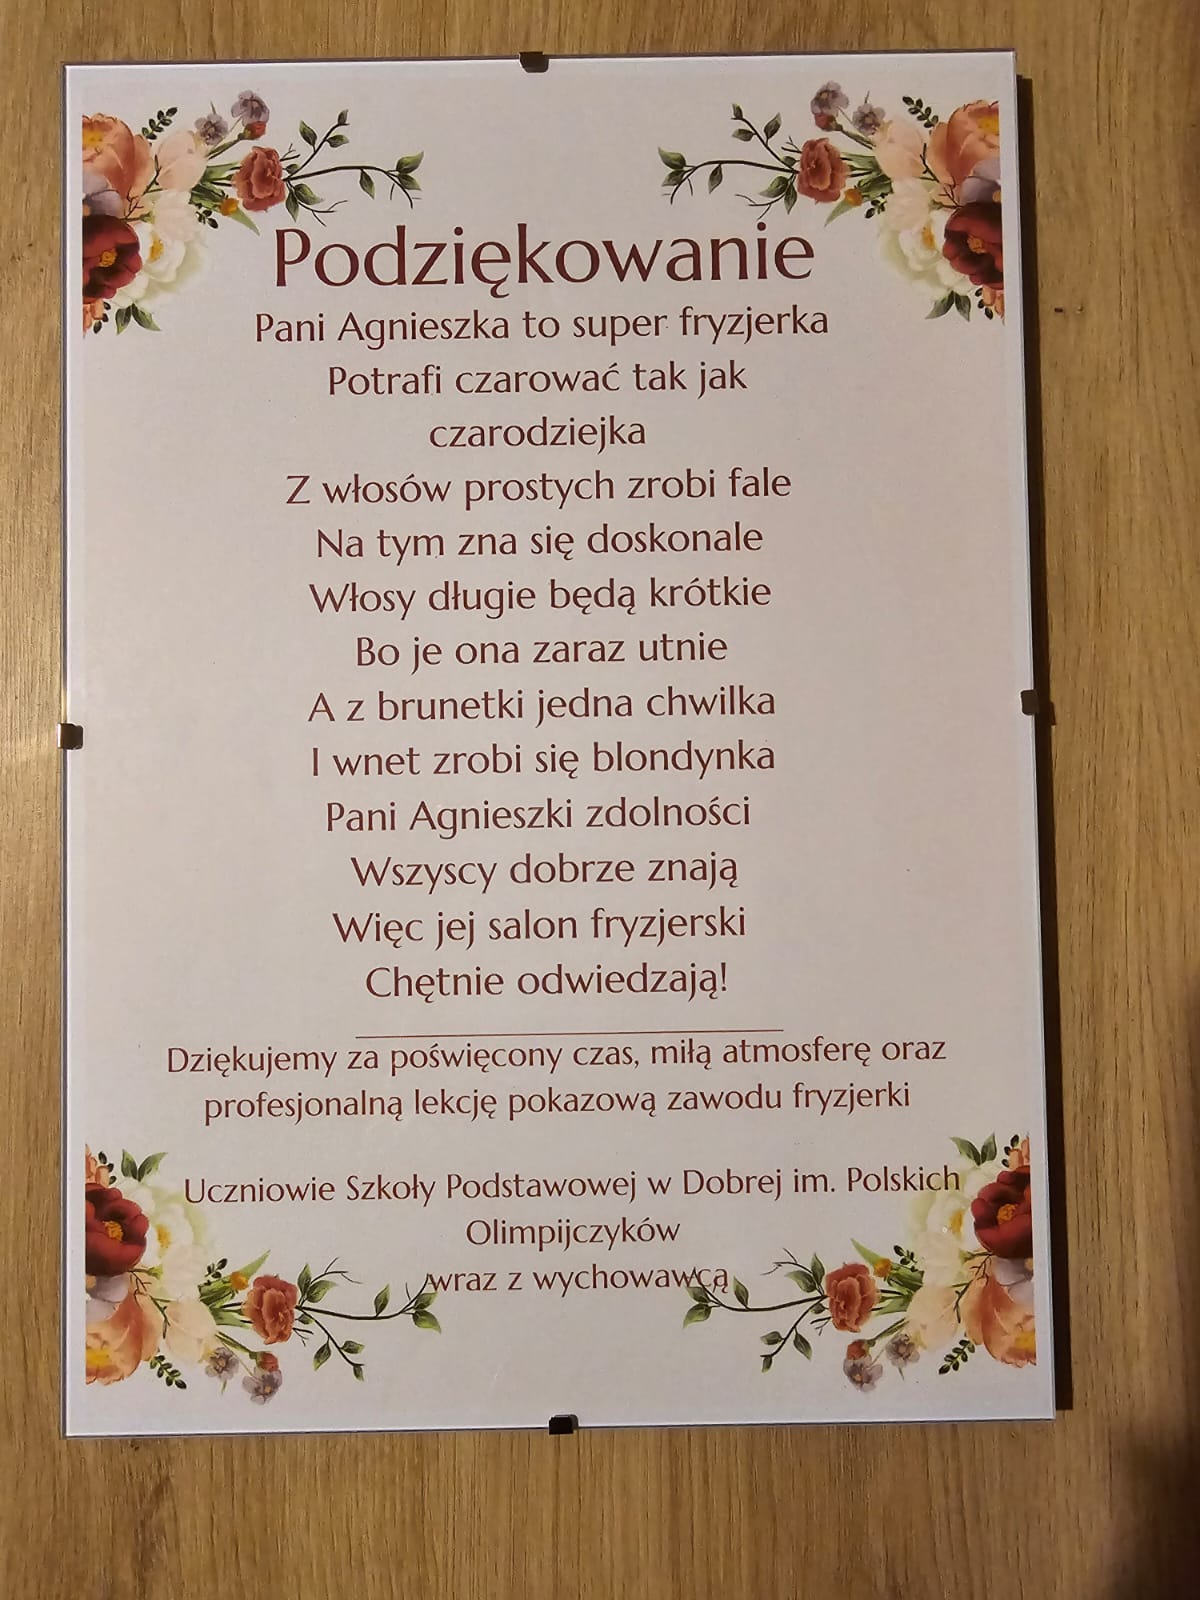 Podziękowanie
Pani Agnieszka to super fryzjerka
Potrafi czarować tak jak
czarodziejka
Z włosów prostych zrobi fale
Na tym zna się doskonale
Włosy długie będą krótkie
Bo je ona zaraz utnie
A z brunetki jedna chwilka
I wnet zrobi się blondynka
Pani Agnieszki zdolności
Wszyscy dobrze znają
Więc jej salon fryzjerski
Chętnie odwiedzają!
Dziękujemy za poświęcony czas, miłą atmosferę oraz
profesjonalną lekcję pokazową zawodu fryzjerki
Uczniowie Szkoły Podstawowej w Dobrej im. Polskich
Olimpijczyków
wraz z wychowawcą